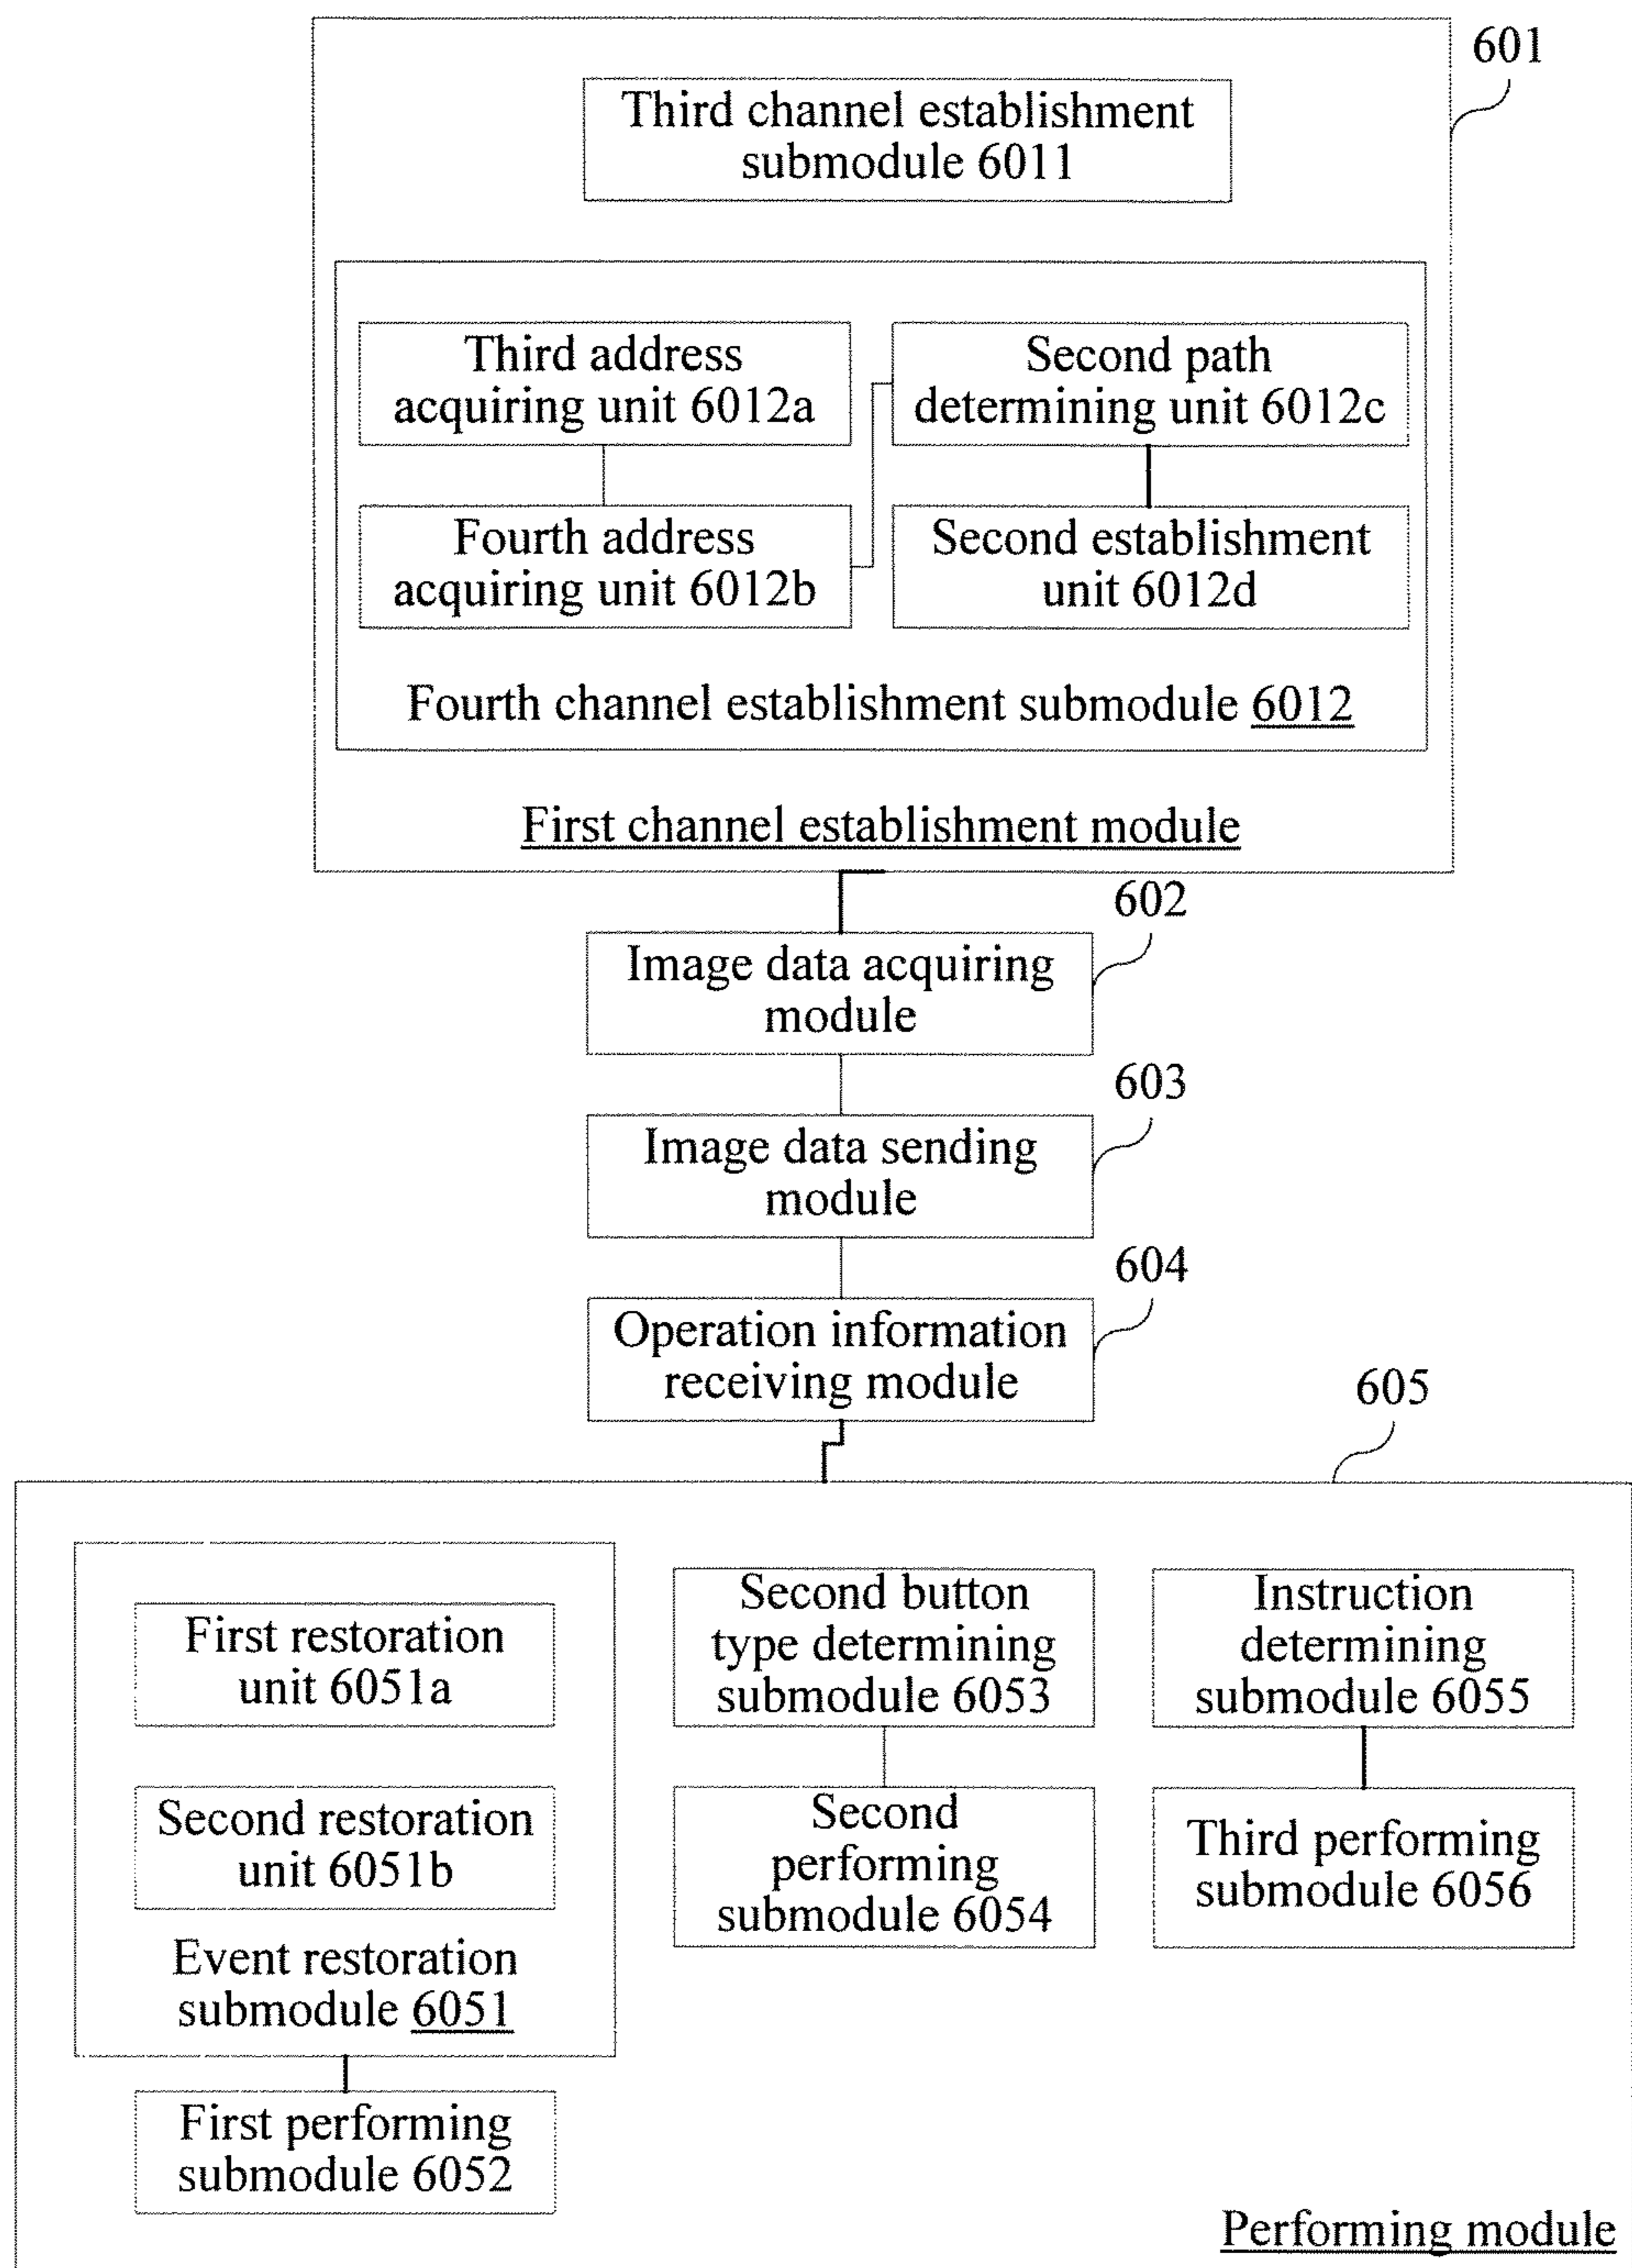 601
Third channel establishment
submodule 6011
Third address
acquiring unit 6012a
Second path
determining unit 6012c
Fourth address
acquiring unit 6012b
Second establishment
unit 6012d
Fourth channel establishment submodule 6012
First channel establishment module
602
Image data acquiring
module
603
Image data sending
module
604
Operation information
receiving module
605
First restoration
unit 6051a
Second restoration
unit 6051b
Event restoration
submodule 6051
First performing
submodule 6052
Second button
type determining
submodule 6053
Second
performing
submodule 6054
Instruction
determining
submodule 6055
Third performing
submodule 6056
Performing module